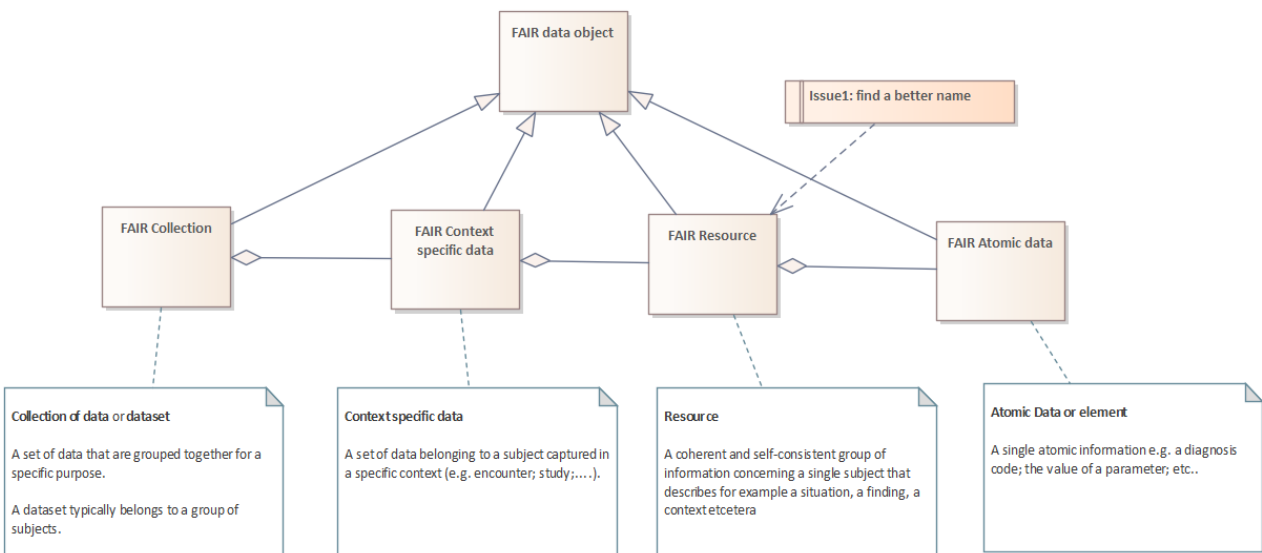 FAIR data object
Issue1: find a better name
FAIR Collection
FAIR Context
specific data
FAIR Resource
FAIR Atomic data
Collection of data or dataset
A set of data that are grouped together for a
specific purpose.
A dataset typically belongs to a group of
subjects.
Context specific data
A set of data belonging to a subject captured in
a specific context (e.g. encounter; study;....).
Resource
A coherent and self-consistent group of
information concerning a single subject that
describes for example a situation, a finding, a
context etcetera
Atomic Data or element
A single atomic information e.g. a diagnosis
code; the value of a parameter; etc..